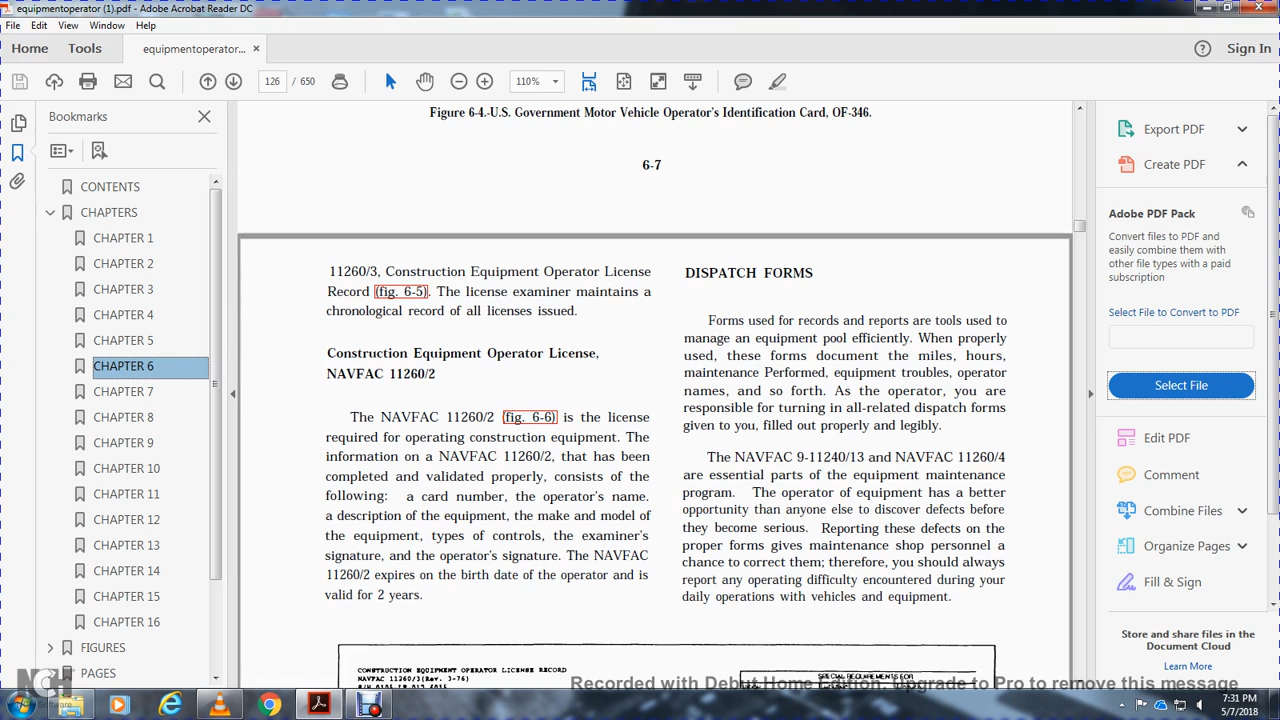 equipmentoperator (1).pdf - Adobe Acrobat Reader DC
File Edit View Window Help
Home Tools equipmentoperator... × Sign In
126 / 650 110%
Bookmarks
CONTENTS
CHAPTERS
CHAPTER 1
CHAPTER 2
CHAPTER 3
CHAPTER 4
CHAPTER 5
CHAPTER 6
CHAPTER 7
CHAPTER 8
CHAPTER 9
CHAPTER 10
CHAPTER 11
CHAPTER 12
CHAPTER 13
CHAPTER 14
CHAPTER 15
CHAPTER 16
FIGURES
PAGES
Figure 6-4.-U.S. Government Motor Vehicle Operator's Identification Card, OF-346.
6-7
11260/3, Construction Equipment Operator License
Record (fig. 6-5). The license examiner maintains a
chronological record of all licenses issued.
Construction Equipment Operator License,
NAVFAC 11260/2
The NAVFAC 11260/2 (fig. 6-6) is the license
required for operating construction equipment. The
information on a NAVFAC 11260/2, that has been
completed and validated properly, consists of the
following: a card number, the operator's name.
a description of the equipment, the make and model of
the equipment, types of controls, the examiner's
signature, and the operator's signature. The NAVFAC
11260/2 expires on the birth date of the operator and is
valid for 2 years.
DISPATCH FORMS
Forms used for records and reports are tools used to
manage an equipment pool efficiently. When properly
used, these forms document the miles, hours,
maintenance Performed, equipment troubles, operator
names, and so forth. As the operator, you are
responsible for turning in all-related dispatch forms
given to you, filled out properly and legibly.
The NAVFAC 9-11240/13 and NAVFAC 11260/4
are essential parts of the equipment maintenance
program. The operator of equipment has a better
opportunity than anyone else to discover defects before
they become serious. Reporting these defects on the
proper forms gives maintenance shop personnel a
chance to correct them; therefore, you should always
report any operating difficulty encountered during your
daily operations with vehicles and equipment.
CONSTRUCTION EQUIPMENT OPERATOR LICENSE RECORD
NAVFAC 11260/3(Rev. 3-76)
SPECIAL REQUIREMENTS FOR
Export PDF
Create PDF
Adobe PDF Pack
Convert files to PDF and
easily combine them with
other file types with a paid
subscription
Select File to Convert to PDF
Select File
Edit PDF
Comment
Combine Files
Organize Pages
Fill & Sign
Store and share files in the
Document Cloud
Learn More
Recorded with Debut Home Edition. Upgrade to Pro to remove this message
NCH
Software
7:31 PM
5/7/2018